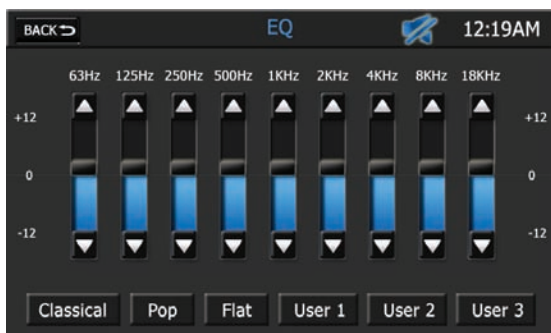 BACK EQ 12:19AM
63Hz 125Hz 250Hz 500Hz 1KHz 2KHz 4KHz 8KHz 18KHz
+12 +12
0 0
-12 -12
Classical Pop Flat User 1 User 2 User 3